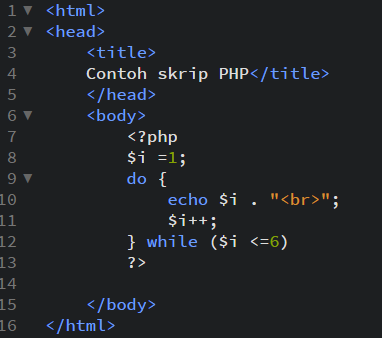 1 <html>
2 <head>
3 <title>
4 Contoh skrip PHP</title>
5 </head>
6 <body>
7 <?php
8 $i =1;
9 do {
10 echo $i . "<br>";
11 $i++;
12 } while ($i <=6)
13 ?>
14
15 </body>
16 </html>